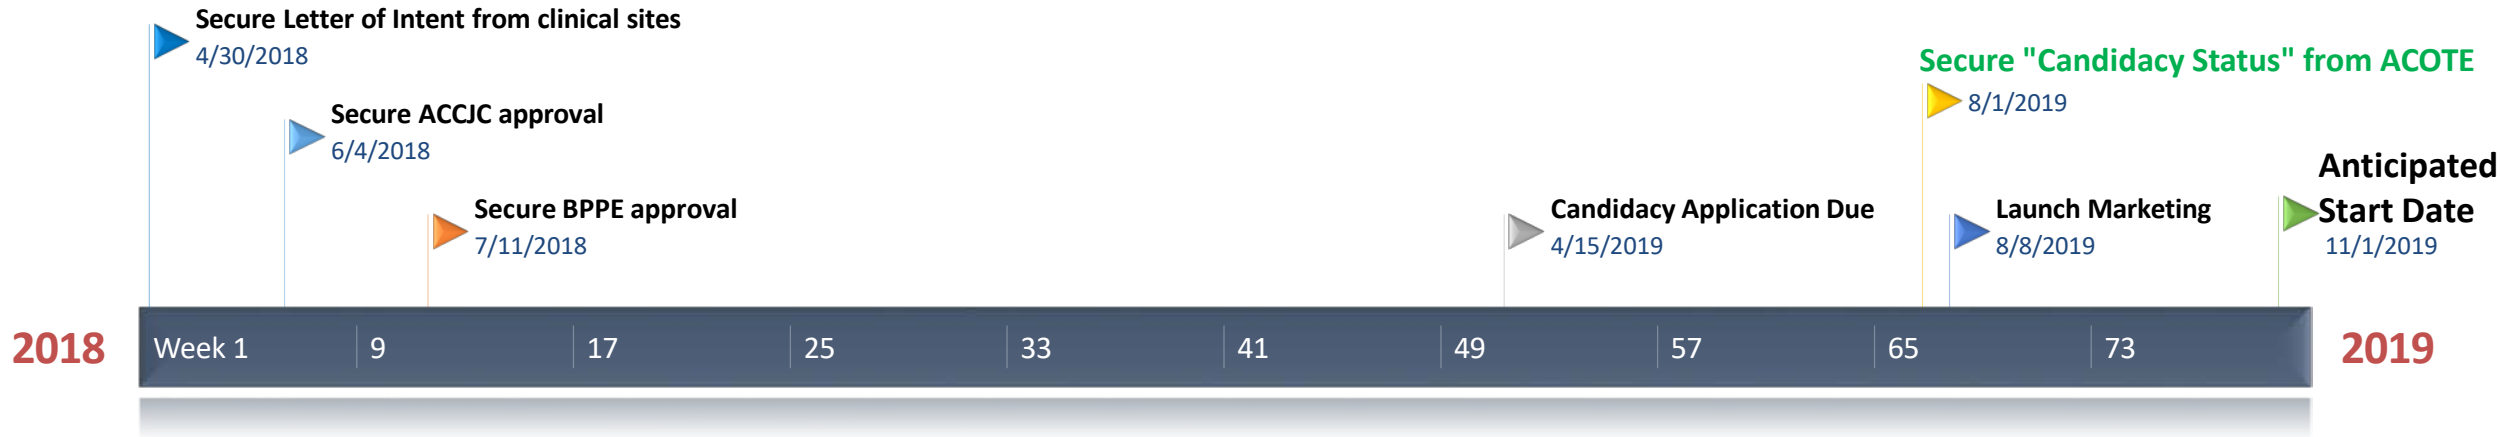 Secure Letter of Intent from clinical sites
4/30/2018
Secure ACCJC approval
6/4/2018
Secure BPPE approval
7/11/2018
Candidacy Application Due
4/15/2019
Secure "Candidacy Status" from ACOTE
8/1/2019
Launch Marketing
8/8/2019
Anticipated
Start Date
11/1/2019
2018
Week 1
9
17
25
33
41
49
57
65
73
2019